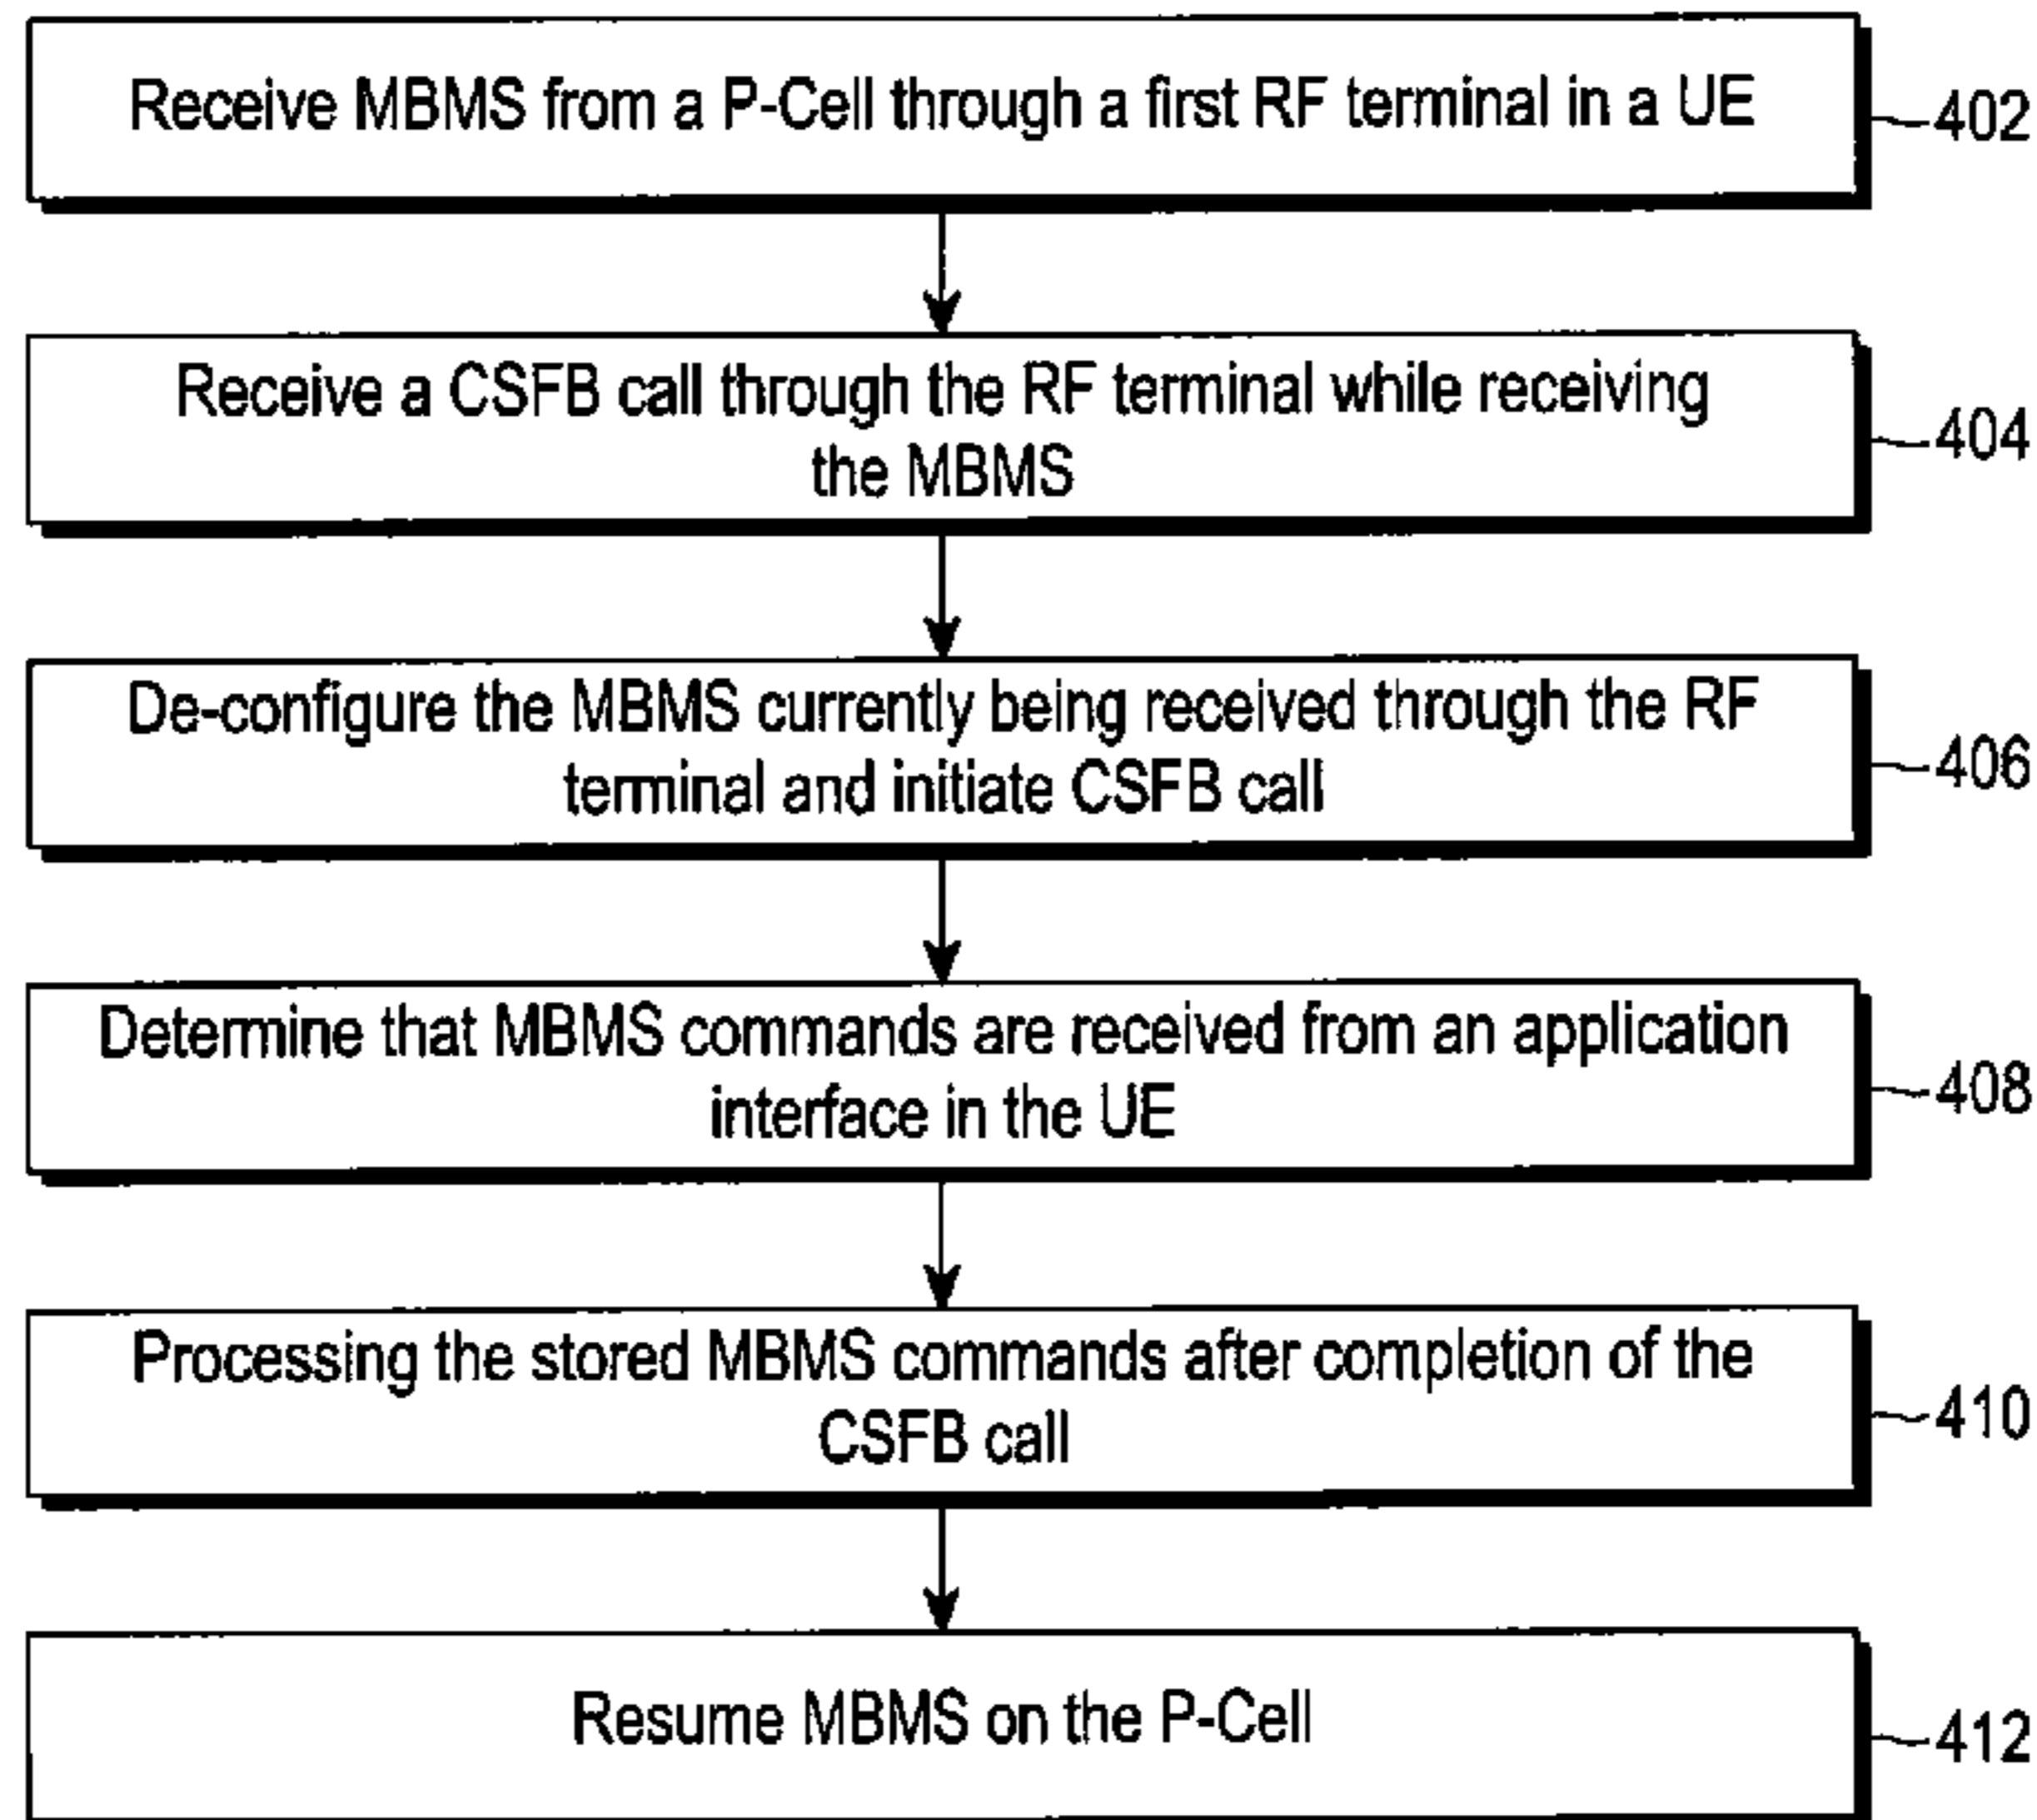 Receive MBMS from a P-Cell through a first RF terminal in a UE
402
Receive a CSFB call through the RF terminal while receiving
the MBMS
404
De-configure the MBMS currently being received through the RF
terminal and initiate CSFB call
406
Determine that MBMS commands are received from an application
interface in the UE
408
Processing the stored MBMS commands after completion of the
CSFB call
410
Resume MBMS on the P-Cell
412